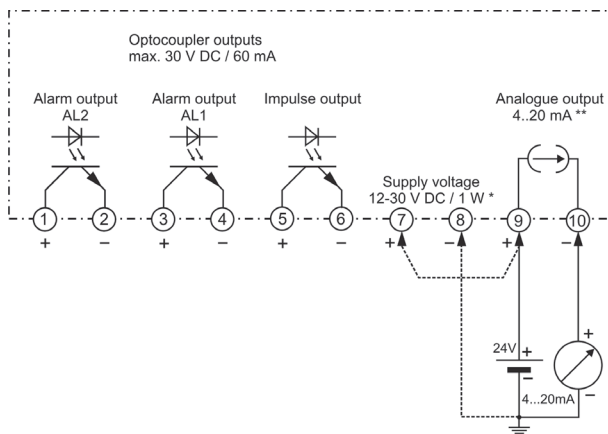 Optocoupler outputs
max. 30 V DC / 60 mA
Alarm output
AL2
Alarm output
AL1
Impulse output
Analogue output
4..20 mA **
Supply voltage
12-30 V DC / 1 W *
1 2 3 4 5 6 7 8 9 10
+ − + − + − + − + −
24V + +
− −
4...20mA